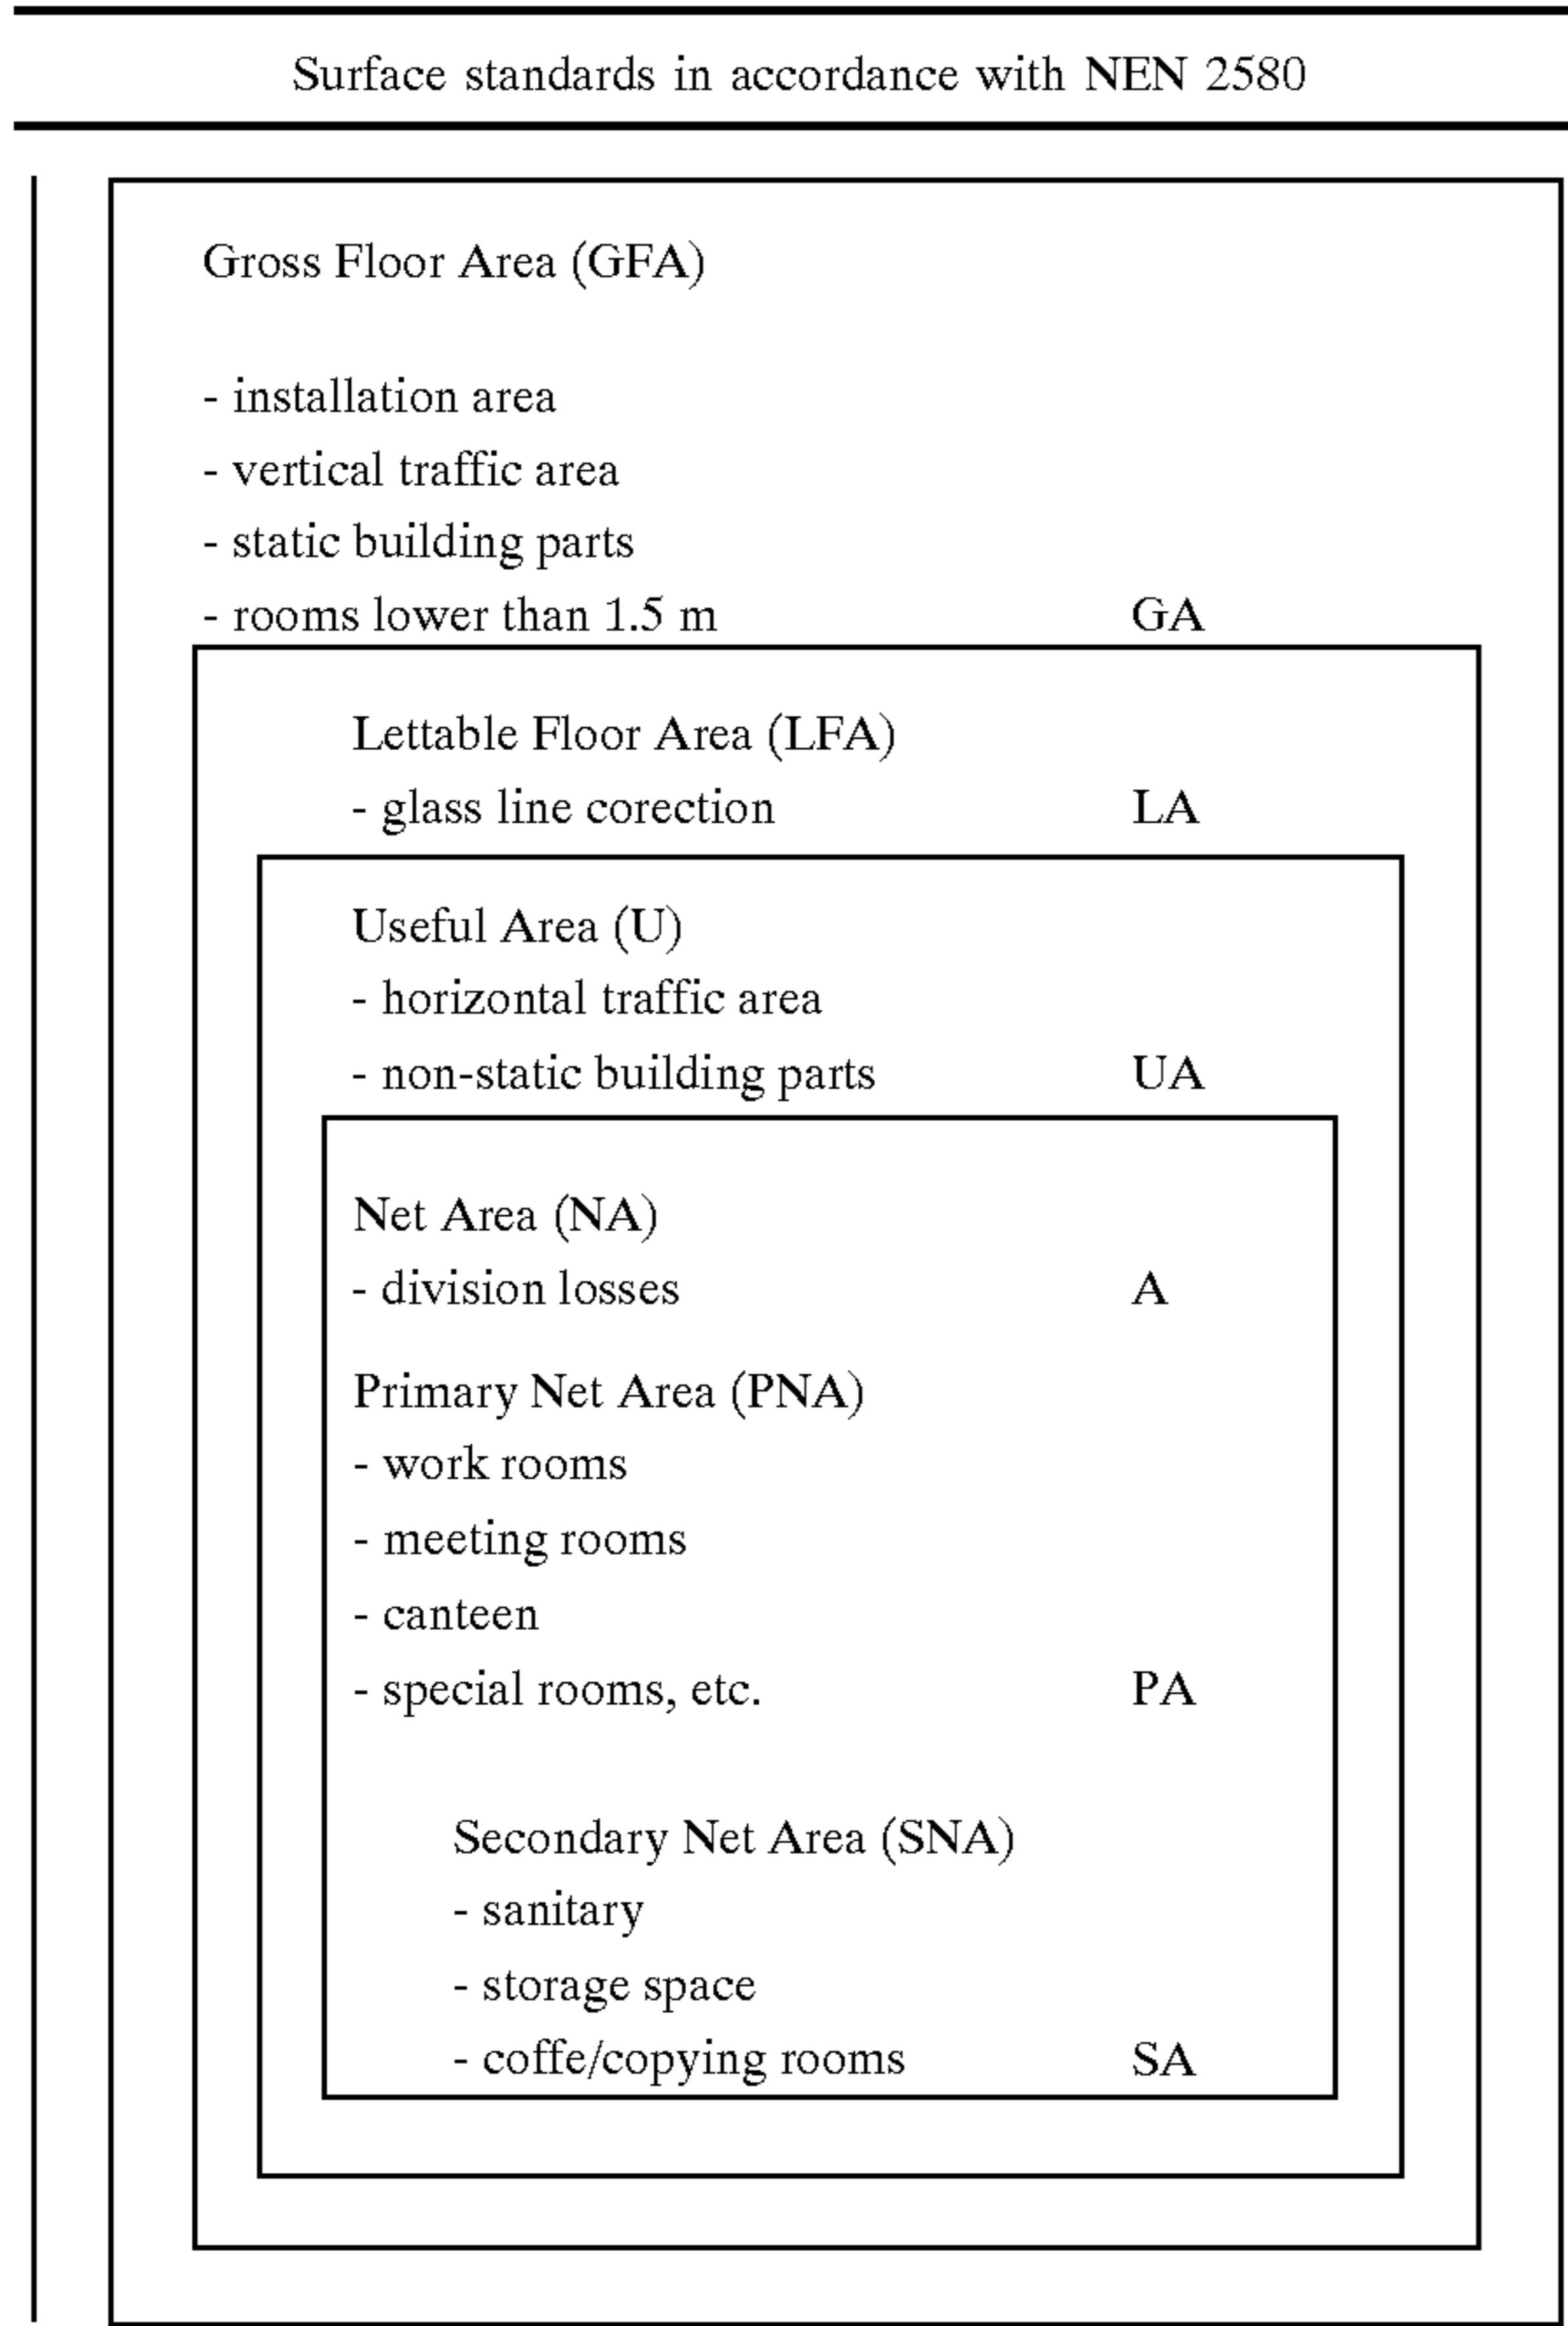 Surface standards in accordance with NEN 2580
Gross Floor Area (GFA)
- installation area
- vertical traffic area
- static building parts
- rooms lower than 1.5 m GA
Lettable Floor Area (LFA)
- glass line corection LA
Useful Area (U)
- horizontal traffic area
- non-static building parts UA
Net Area (NA)
- division losses A
Primary Net Area (PNA)
- work rooms
- meeting rooms
- canteen
- special rooms, etc. PA
Secondary Net Area (SNA)
- sanitary
- storage space
- coffe/copying rooms SA